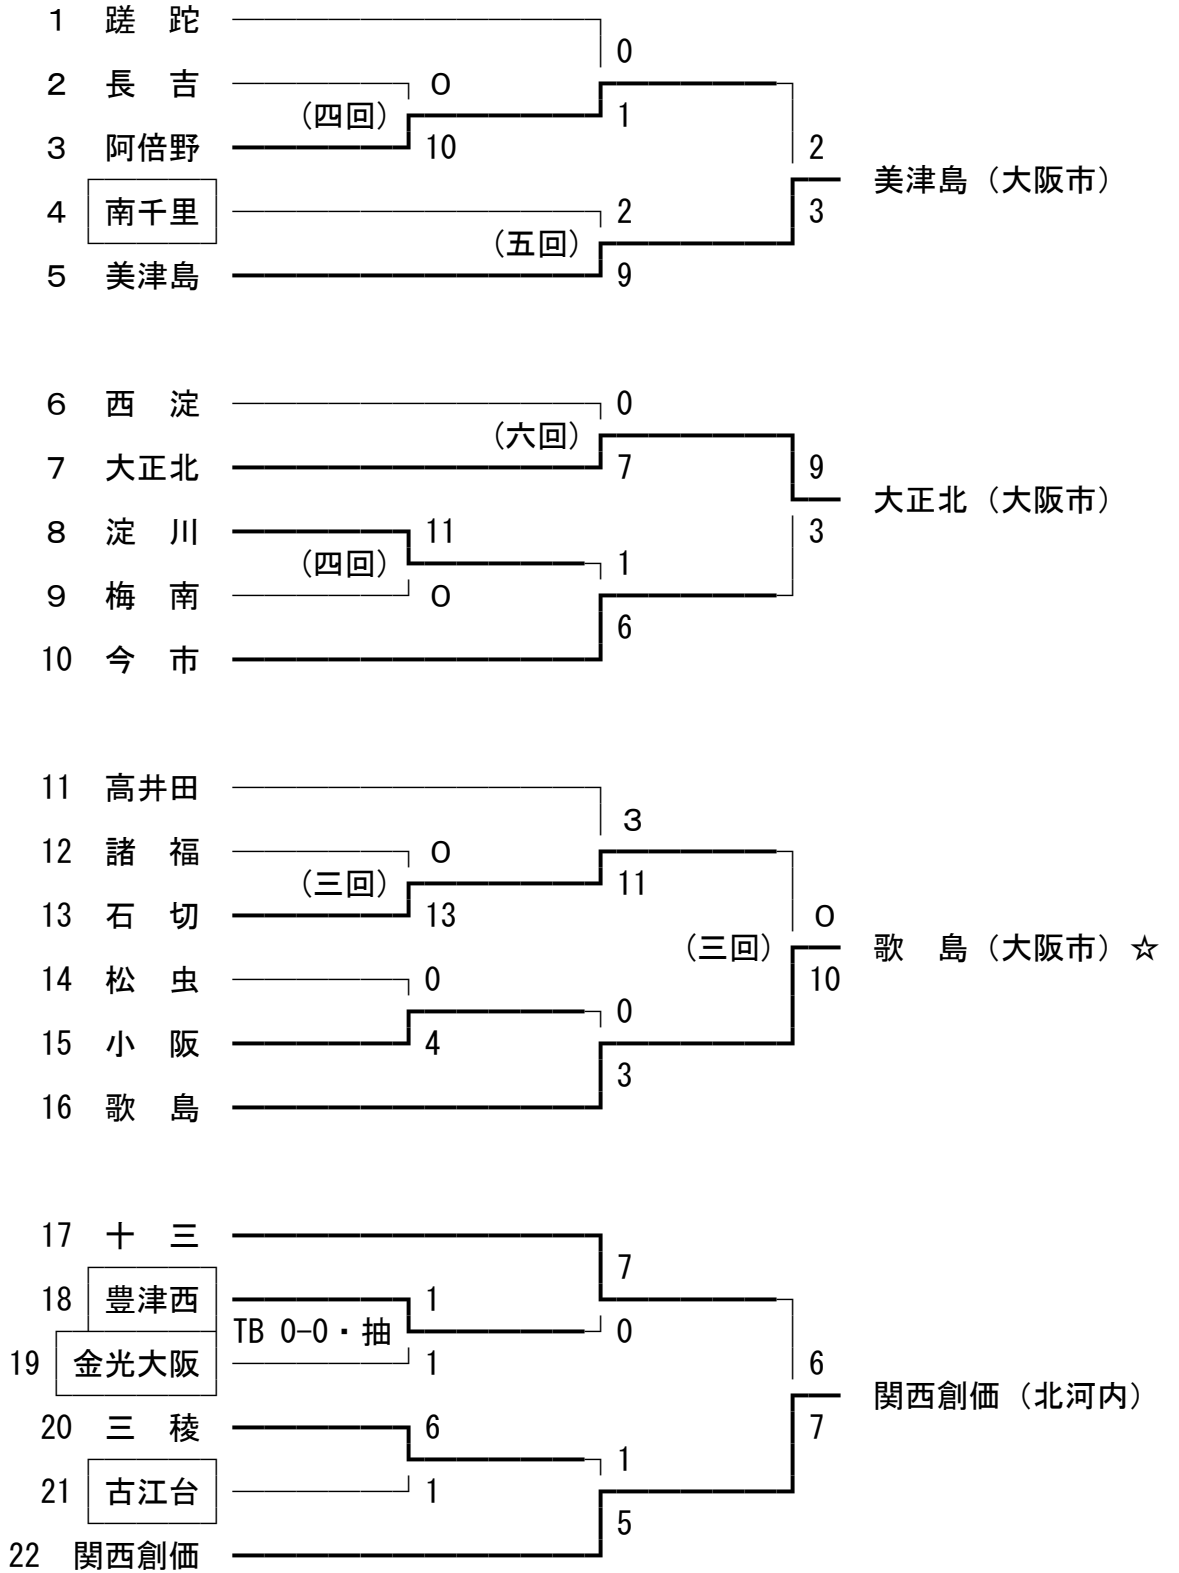 1 蹉 跎
0
2 長 吉 0
(四回) 1
3 阿倍野 10 2
美津島(大阪市)
4 南千里 2 3
(五回)
5 美津島 9
6 西 淀 0
(六回)
7 大正北 7 9
大正北(大阪市)
8 淀 川 11 3
(四回) 1
9 梅 南 0
6
10 今 市
11 高井田
3
12 諸 福 0
(三回) 11
13 石 切 13 0
(三回) 歌 島(大阪市)☆
14 松 虫 0 10
0
15 小 阪 4
3
16 歌 島
17 十 三
7
18 豊津西 1
TB 0-0・抽 0
19 金光大阪 1 6
関西創価(北河内)
20 三 稜 6 7
1
21 古江台 1
5
22 関西創価